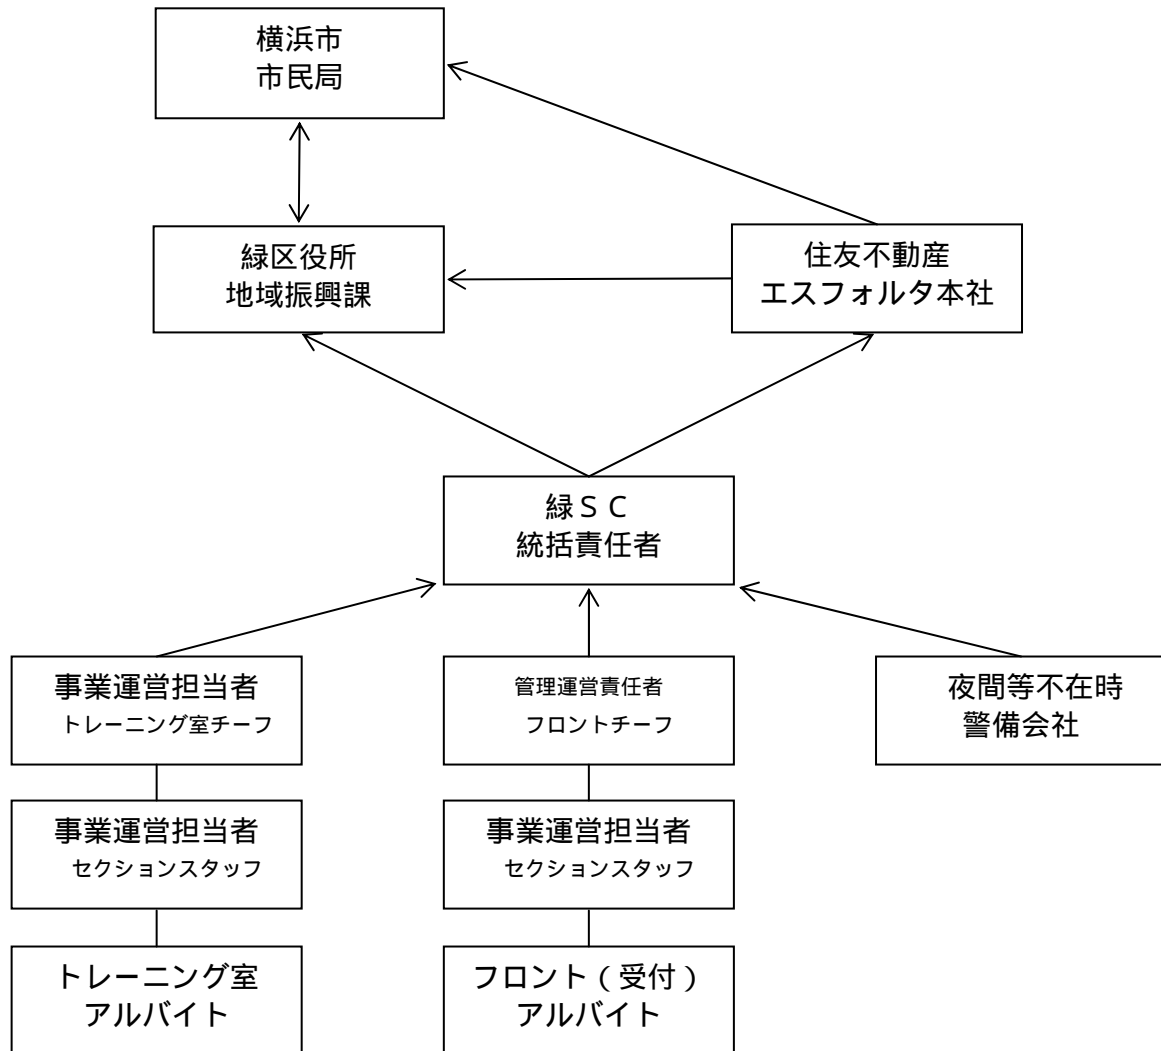 横浜市
市民局
緑区役所
地域振興課
住友不動産
エスフォルタ本社
緑ＳＣ
統括責任者
事業運営担当者
トレーニング室チーフ
管理運営責任者
フロントチーフ
夜間等不在時
警備会社
事業運営担当者
セクションスタッフ
事業運営担当者
セクションスタッフ
トレーニング室
アルバイト
フロント（受付）
アルバイト